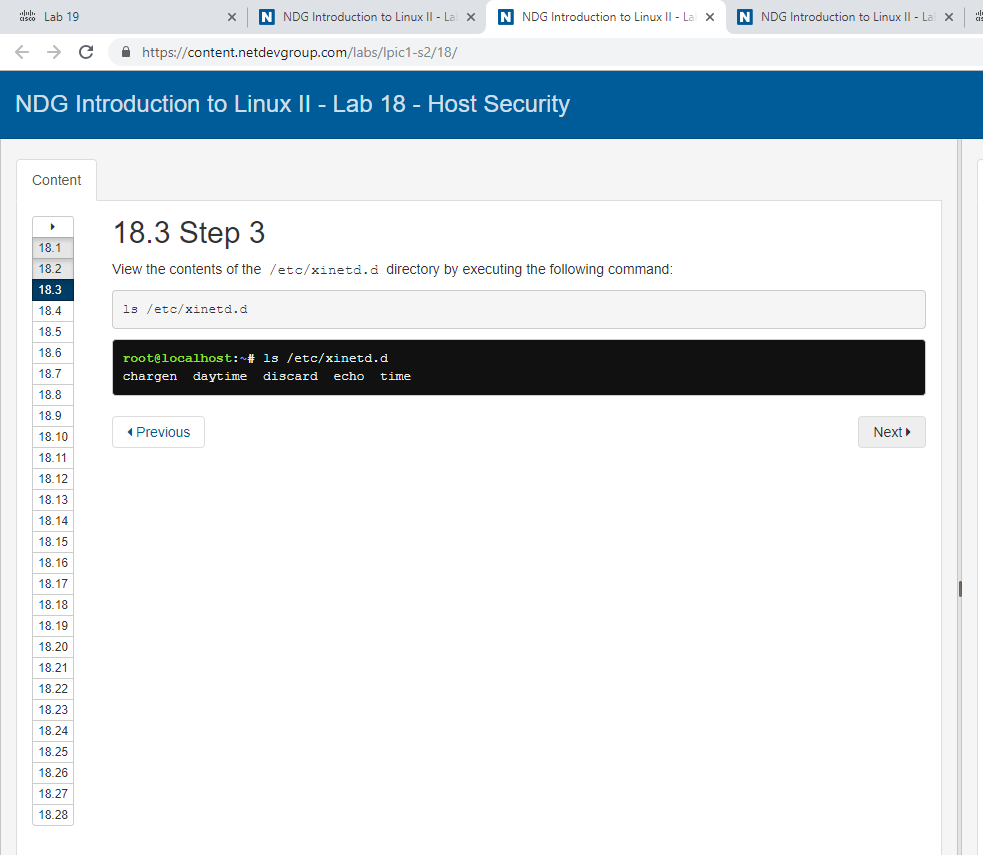 Lab 19
NDG Introduction to Linux II - La
NDG Introduction to Linux II - La
NDG Introduction to Linux II - La
https://content.netdevgroup.com/labs/lpic1-s2/18/
NDG Introduction to Linux II - Lab 18 - Host Security
Content
18.1
18.2
18.3
18.4
18.5
18.6
18.7
18.8
18.9
18.10
18.11
18.12
18.13
18.14
18.15
18.16
18.17
18.18
18.19
18.20
18.21
18.22
18.23
18.24
18.25
18.26
18.27
18.28
18.3 Step 3
View the contents of the /etc/xinetd.d directory by executing the following command:
ls /etc/xinetd.d
root@localhost:~# ls /etc/xinetd.d
chargen  daytime  discard  echo  time
Previous
Next